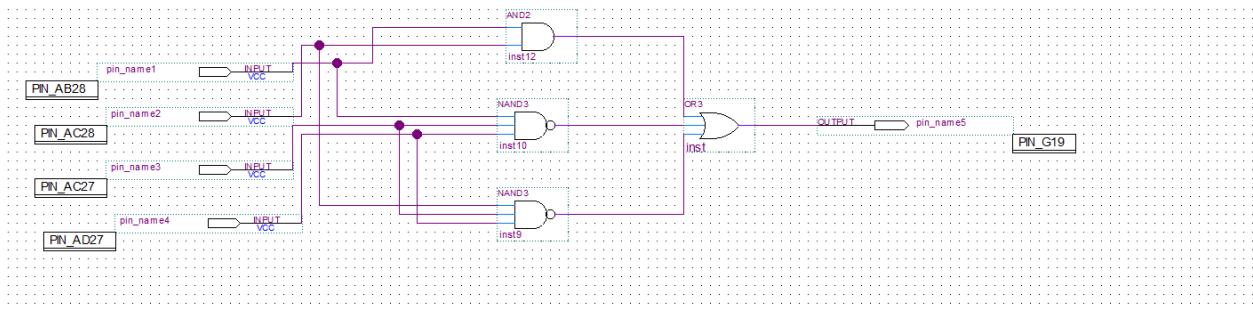 AND2
inst12
pin_name1
INPUT
VCC
PIN_AB28
pin_name2
INPUT
VCC
PIN_AC28
NAND3
inst10
OR3
inst
OUTPUT
pin_name5
PIN_G19
pin_name3
INPUT
VCC
PIN_AC27
NAND3
inst9
pin_name4
INPUT
VCC
PIN_AD27